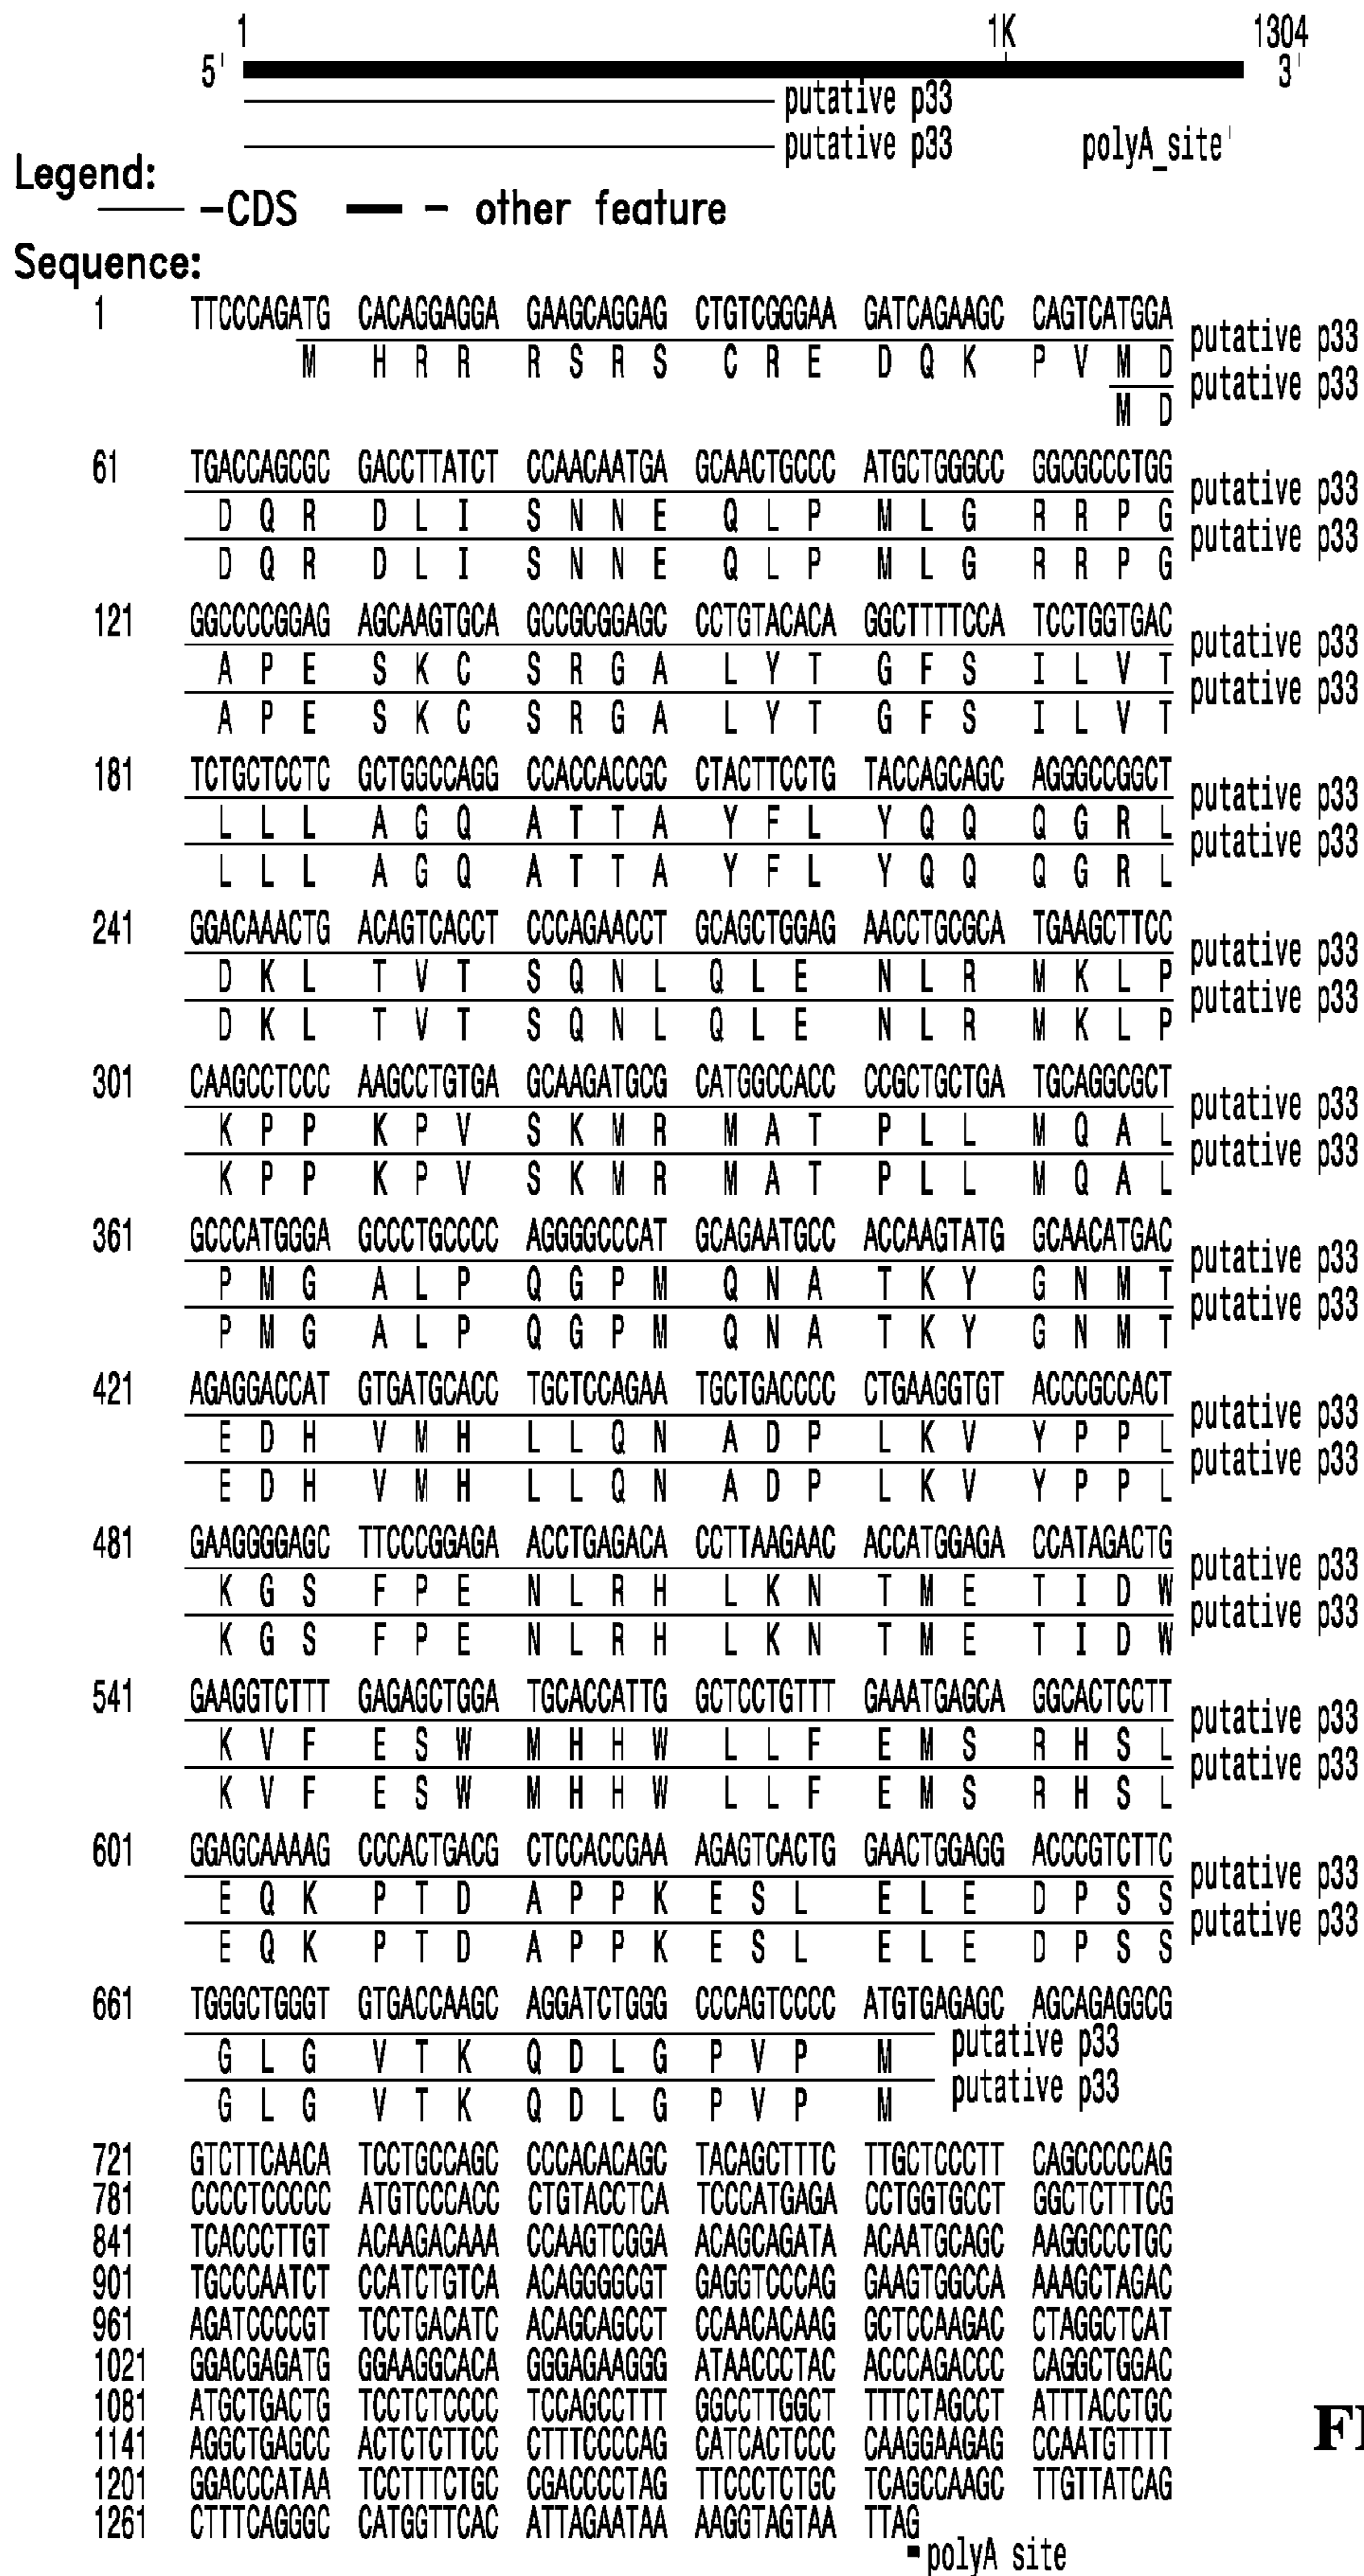 1 1K 1304
5' 3'
putative p33
putative p33 polyA_site'
Legend:
-CDS - other feature
Sequence:
1 TTCCCAGATG CACAGGAGGA GAAGCAGGAG CTGTCGGGAA GATCAGAAGC CAGTCATGGA
M H R R R S R S C R E D Q K P V M D putative p33
M D putative p33
61 TGACCAGCGC GACCTTATCT CCAACAATGA GCAACTGCCC ATGCTGGGCC GGCGCCCTGG
D Q R D L I S N N E Q L P M L G R R P G putative p33
D Q R D L I S N N E Q L P M L G R R P G putative p33
121 GGCCCCGGAG AGCAAGTGCA GCCGCGGAGC CCTGTACACA GGCTTTTCCA TCCTGGTGAC
A P E S K C S R G A L Y T G F S I L V T putative p33
A P E S K C S R G A L Y T G F S I L V T putative p33
181 TCTGCTCCTC GCTGGCCAGG CCACCACCGC CTACTTCCTG TACCAGCAGC AGGGCCGGCT
L L L A G Q A T T A Y F L Y Q Q Q G R L putative p33
L L L A G Q A T T A Y F L Y Q Q Q G R L putative p33
241 GGACAAACTG ACAGTCACCT CCCAGAACCT GCAGCTGGAG AACCTGCGCA TGAAGCTTCC
D K L T V T S Q N L Q L E N L R M K L P putative p33
D K L T V T S Q N L Q L E N L R M K L P putative p33
301 CAAGCCTCCC AAGCCTGTGA GCAAGATGCG CATGGCCACC CCGCTGCTGA TGCAGGCGCT
K P P K P V S K M R M A T P L L M Q A L putative p33
K P P K P V S K M R M A T P L L M Q A L putative p33
361 GCCCATGGGA GCCCTGCCCC AGGGGCCCAT GCAGAATGCC ACCAAGTATG GCAACATGAC
P M G A L P Q G P M Q N A T K Y G N M T putative p33
P M G A L P Q G P M Q N A T K Y G N M T putative p33
421 AGAGGACCAT GTGATGCACC TGCTCCAGAA TGCTGACCCC CTGAAGGTGT ACCCGCCACT
E D H V M H L L Q N A D P L K V Y P P L putative p33
E D H V M H L L Q N A D P L K V Y P P L putative p33
481 GAAGGGGAGC TTCCCGGAGA ACCTGAGACA CCTTAAGAAC ACCATGGAGA CCATAGACTG
K G S F P E N L R H L K N T M E T I D W putative p33
K G S F P E N L R H L K N T M E T I D W putative p33
541 GAAGGTCTTT GAGAGCTGGA TGCACCATTG GCTCCTGTTT GAAATGAGCA GGCACTCCTT
K V F E S W M H H W L L F E M S R H S L putative p33
K V F E S W M H H W L L F E M S R H S L putative p33
601 GGAGCAAAAG CCCACTGACG CTCCACCGAA AGAGTCACTG GAACTGGAGG ACCCGTCTTC
E Q K P T D A P P K E S L E L E D P S S putative p33
E Q K P T D A P P K E S L E L E D P S S putative p33
661 TGGGCTGGGT GTGACCAAGC AGGATCTGGG CCCAGTCCCC ATGTGAGAGC AGCAGAGGCG
G L G V T K Q D L G P V P M putative p33
G L G V T K Q D L G P V P M putative p33
721 GTCTTCAACA TCCTGCCAGC CCCACACAGC TACAGCTTTC TTGCTCCCTT CAGCCCCCAG
781 CCCCTCCCCC ATGTCCCACC CTGTACCTCA TCCCATGAGA CCTGGTGCCT GGCTCTTTCG
841 TCACCCTTGT ACAAGACAAA CCAAGTCGGA ACAGCAGATA ACAATGCAGC AAGGCCCTGC
901 TGCCCAATCT CCATCTGTCA ACAGGGGCGT GAGGTCCCAG GAAGTGGCCA AAAGCTAGAC
961 AGATCCCCGT TCCTGACATC ACAGCAGCCT CCAACACAAG GCTCCAAGAC CTAGGCTCAT
1021 GGACGAGATG GGAAGGCACA GGGAGAAGGG ATAACCCTAC ACCCAGACCC CAGGCTGGAC
1081 ATGCTGACTG TCCTCTCCCC TCCAGCCTTT GGCCTTGGCT TTTCTAGCCT ATTTACCTGC
1141 AGGCTGAGCC ACTCTCTTCC CTTTCCCCAG CATCACTCCC CAAGGAAGAG CCAATGTTTT
1201 GGACCCATAA TCCTTTCTGC CGACCCCTAG TTCCCTCTGC TCAGCCAAGC TTGTTATCAG
1261 CTTTCAGGGC CATGGTTCAC ATTAGAATAA AAGGTAGTAA TTAG
polyA site